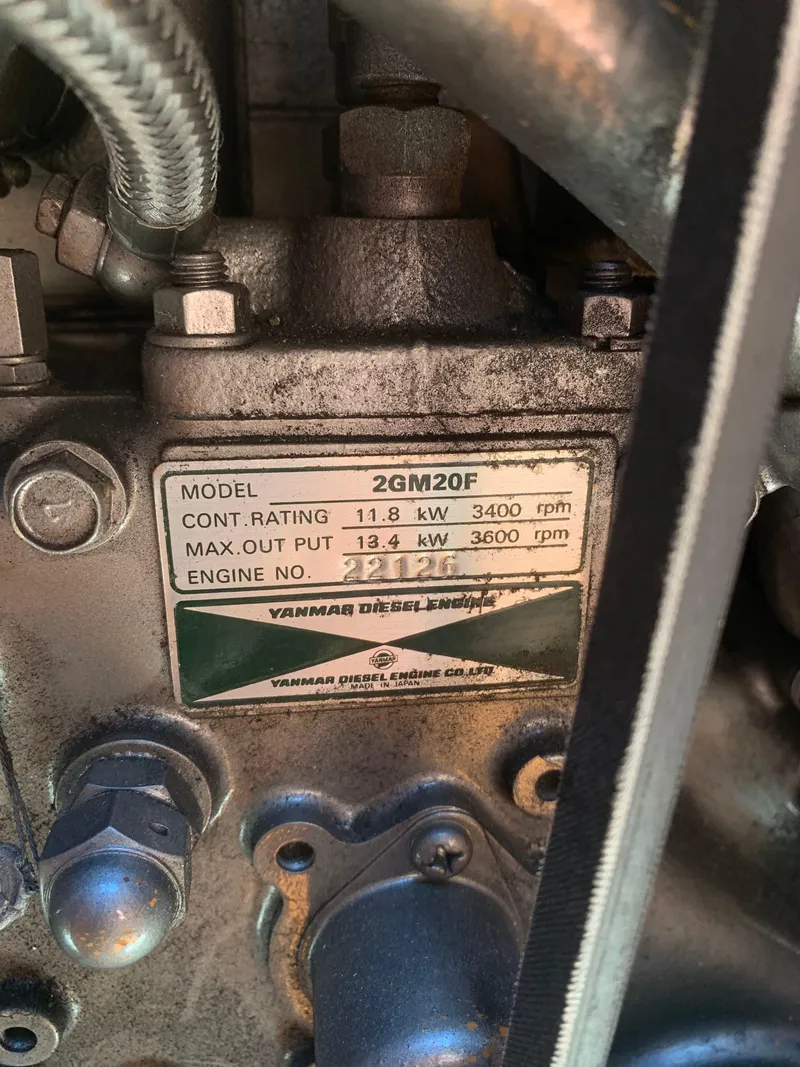 MODEL 2GM20F
CONT.RATING 11.8 kW 3400 rpm
MAX.OUT PUT 13.4 kW 3600 rpm
ENGINE NO. 22126
YANMAR DIESEL ENGINE
YANMAR
YANMAR DIESEL ENGINE CO.,LTD.
MADE IN JAPAN